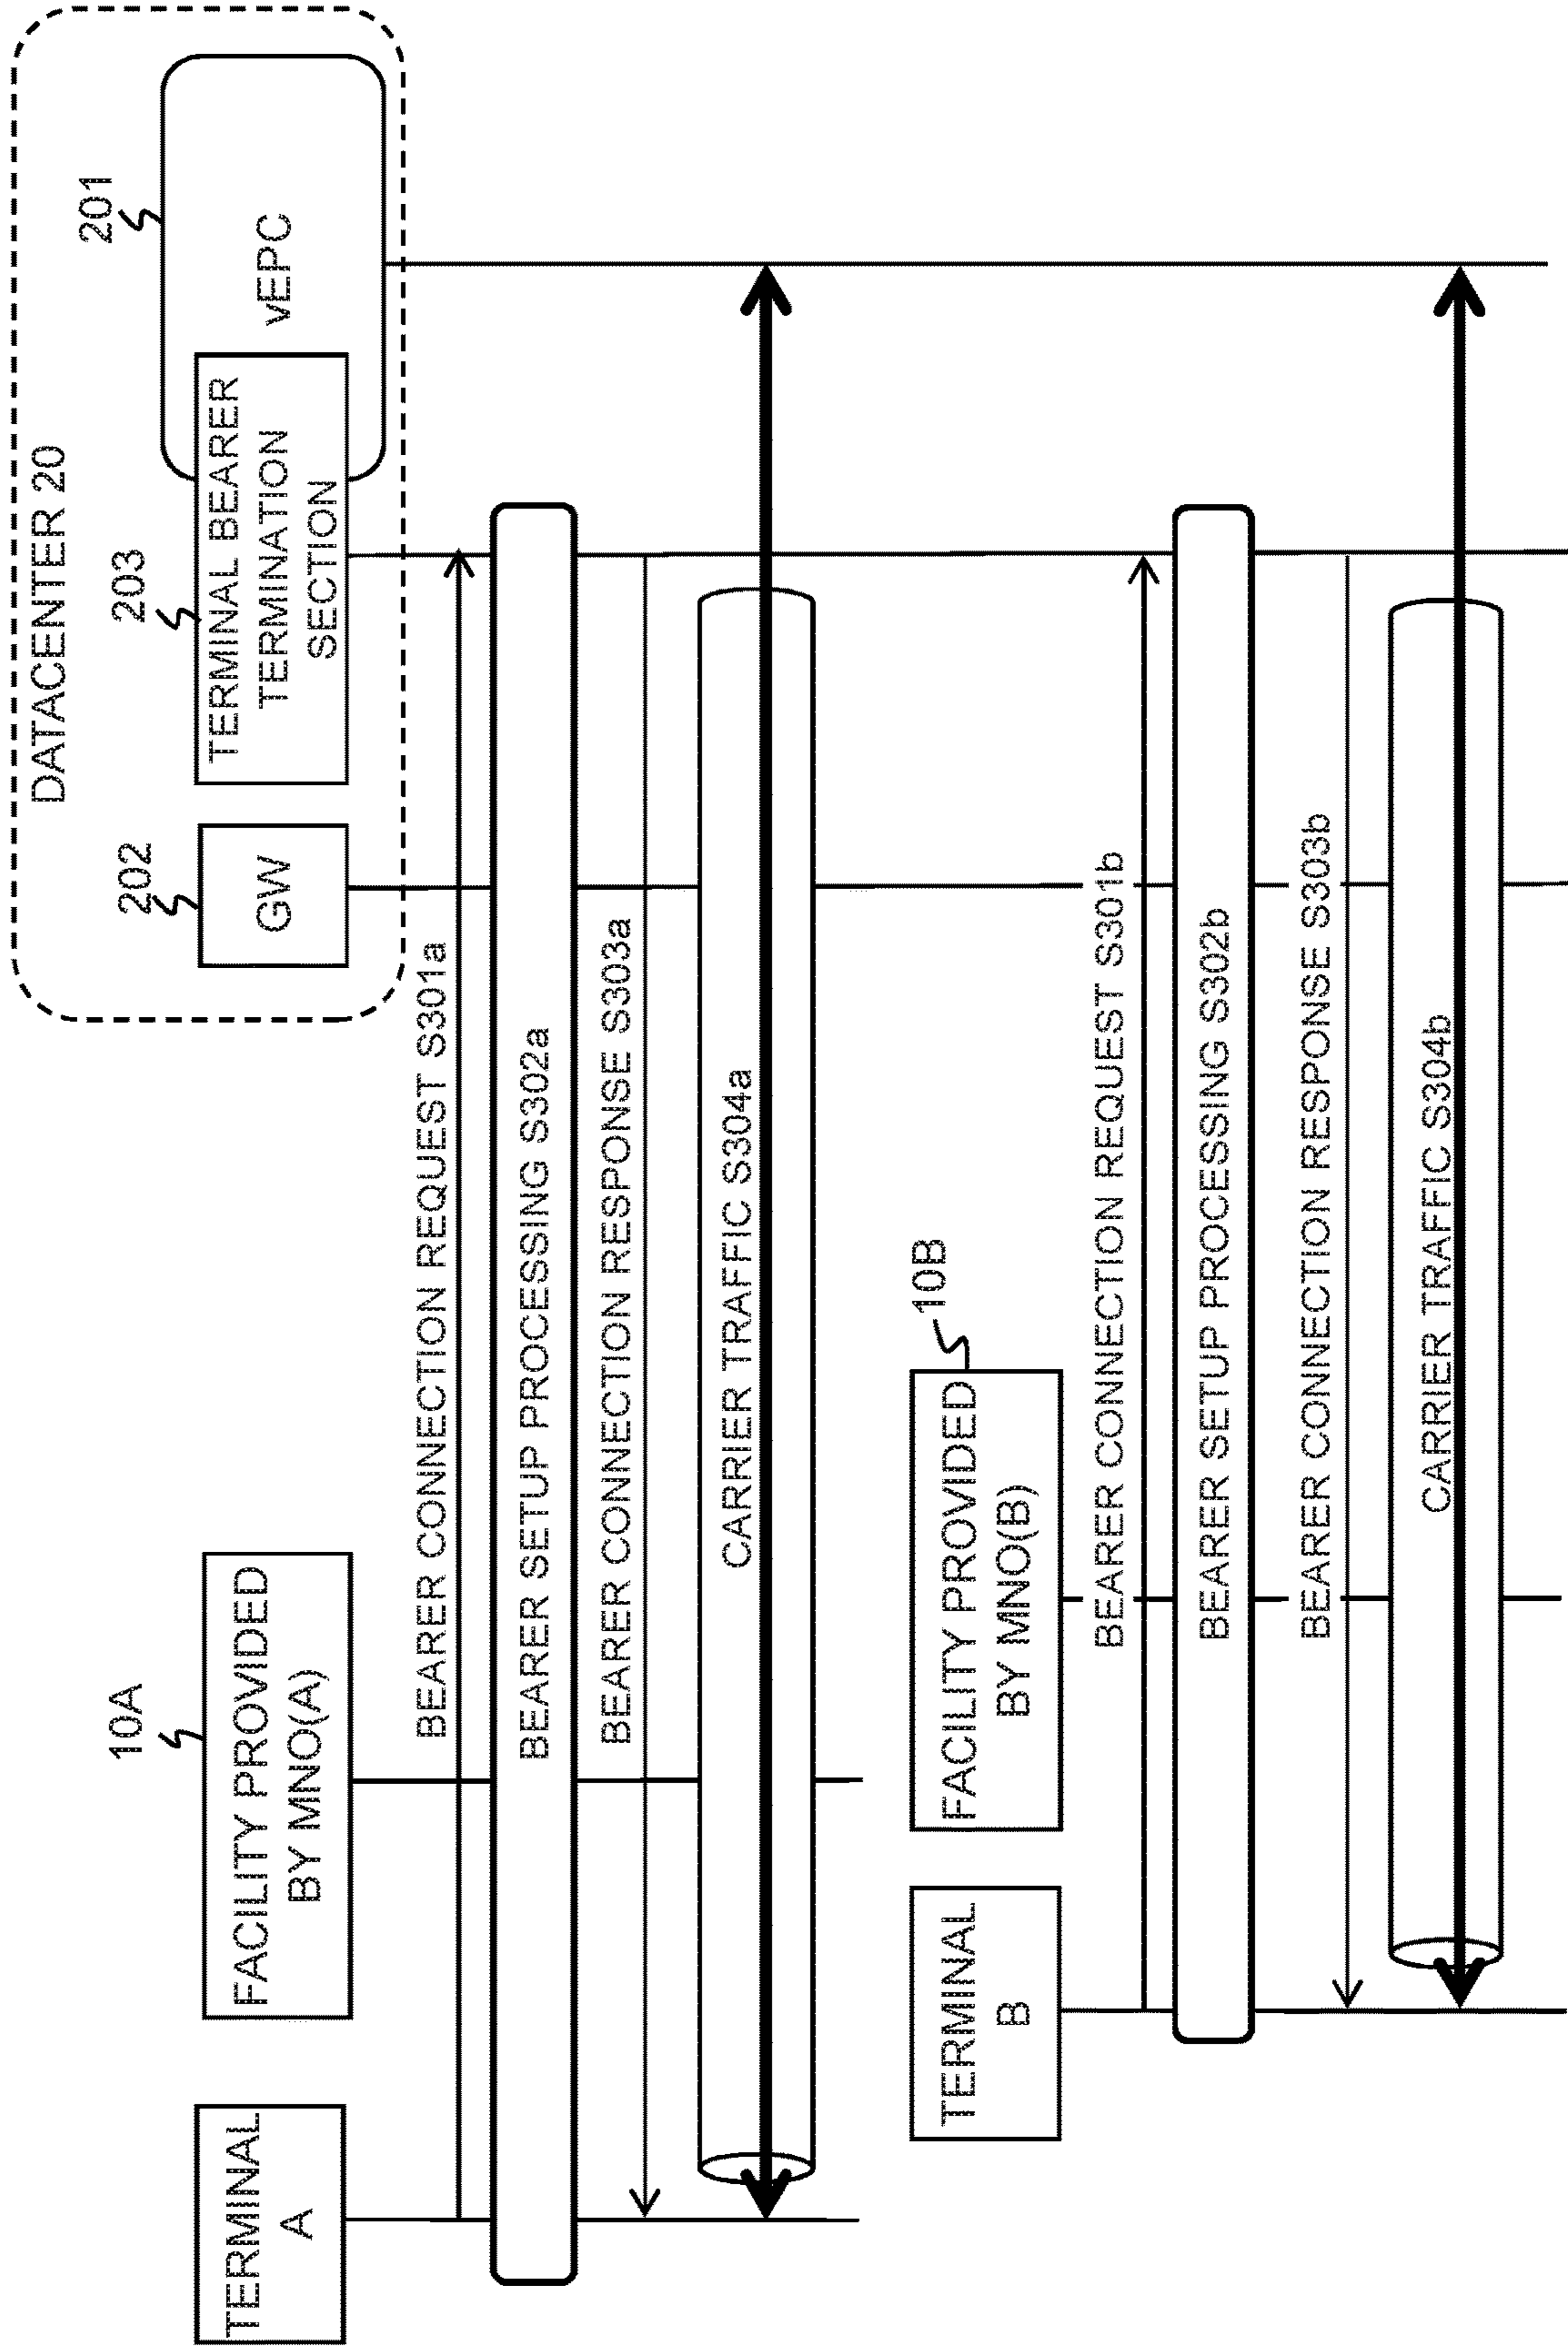 DATACENTER 20
201
203
202
10A
vEPC
TERMINAL BEARER
TERMINATION
SECTION
GW
FACILITY PROVIDED
BY MNO(A)
TERMINAL
A
BEARER CONNECTION REQUEST S301a
BEARER SETUP PROCESSING S302a
BEARER CONNECTION RESPONSE S303a
CARRIER TRAFFIC S304a
10B
FACILITY PROVIDED
BY MNO(B)
TERMINAL
B
BEARER CONNECTION REQUEST S301b
BEARER SETUP PROCESSING S302b
BEARER CONNECTION RESPONSE S303b
CARRIER TRAFFIC S304b